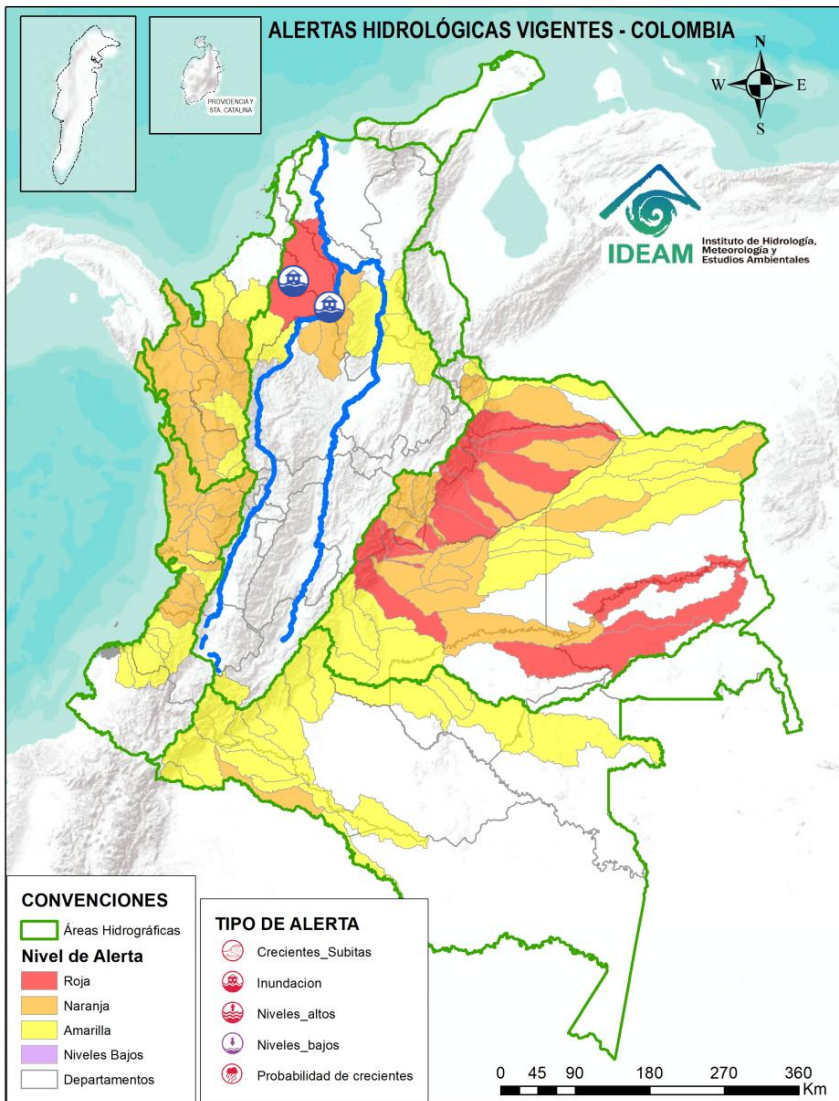 ALERTAS HIDROLÓGICAS VIGENTES - COLOMBIA
PROVIDENCIA Y
STA. CATALINA
N
W E
S
IDEAM
Instituto de Hidrología,
Meteorología y
Estudios Ambientales
CONVENCIONES
Áreas Hidrográficas
Nivel de Alerta
Roja
Naranja
Amarilla
Niveles Bajos
Departamentos
TIPO DE ALERTA
Crecientes_Subitas
Inundacion
Niveles_altos
Niveles_bajos
Probabilidad de crecientes
0 45 90 180 270 360
Km